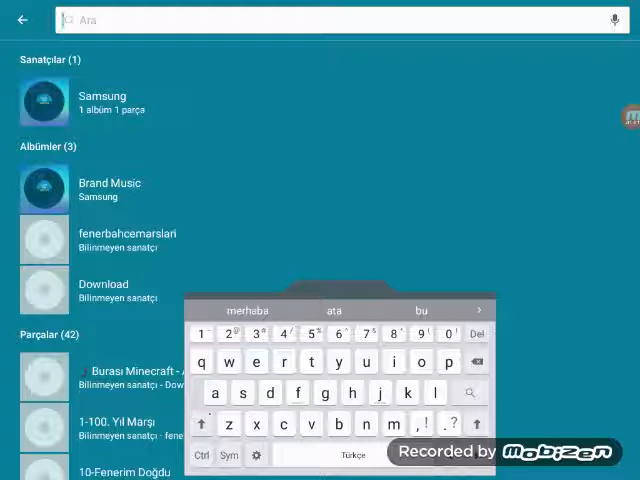 Ara
Sanatçılar (1)
Samsung
1 albüm 1 parça
Albümler (3)
Brand Music
Samsung
fenerbahcemarslari
Bilinmeyen sanatçı
Download
Bilinmeyen sanatçı
Parçalar (42)
Burası Minecraft -
Bilinmeyen sanatçı - Dow
1-100. Yıl Marşı
Bilinmeyen sanatçı - fene
10-Fenerim Doğdu
merhaba ata bu
1 2 3 4 5 6 7 8 9 0 Del
q w e r t y u i o p
a s d f g h j k l
z x c v b n m , ! . ?
Ctrl Sym Türkçe
Recorded by mobizen